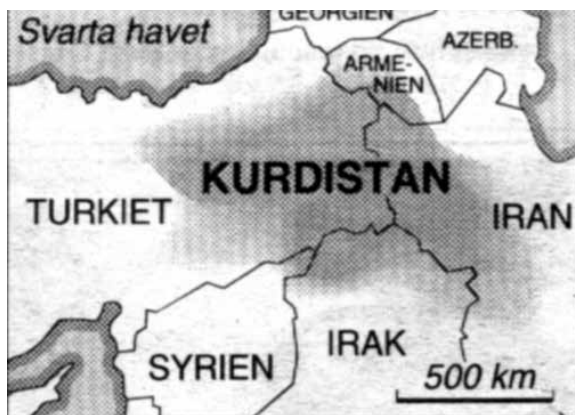 GEORGIEN
Svarta havet
AZERB.
ARME-
NIEN
KURDISTAN
TURKIET
IRAN
SYRIEN
IRAK
500 km